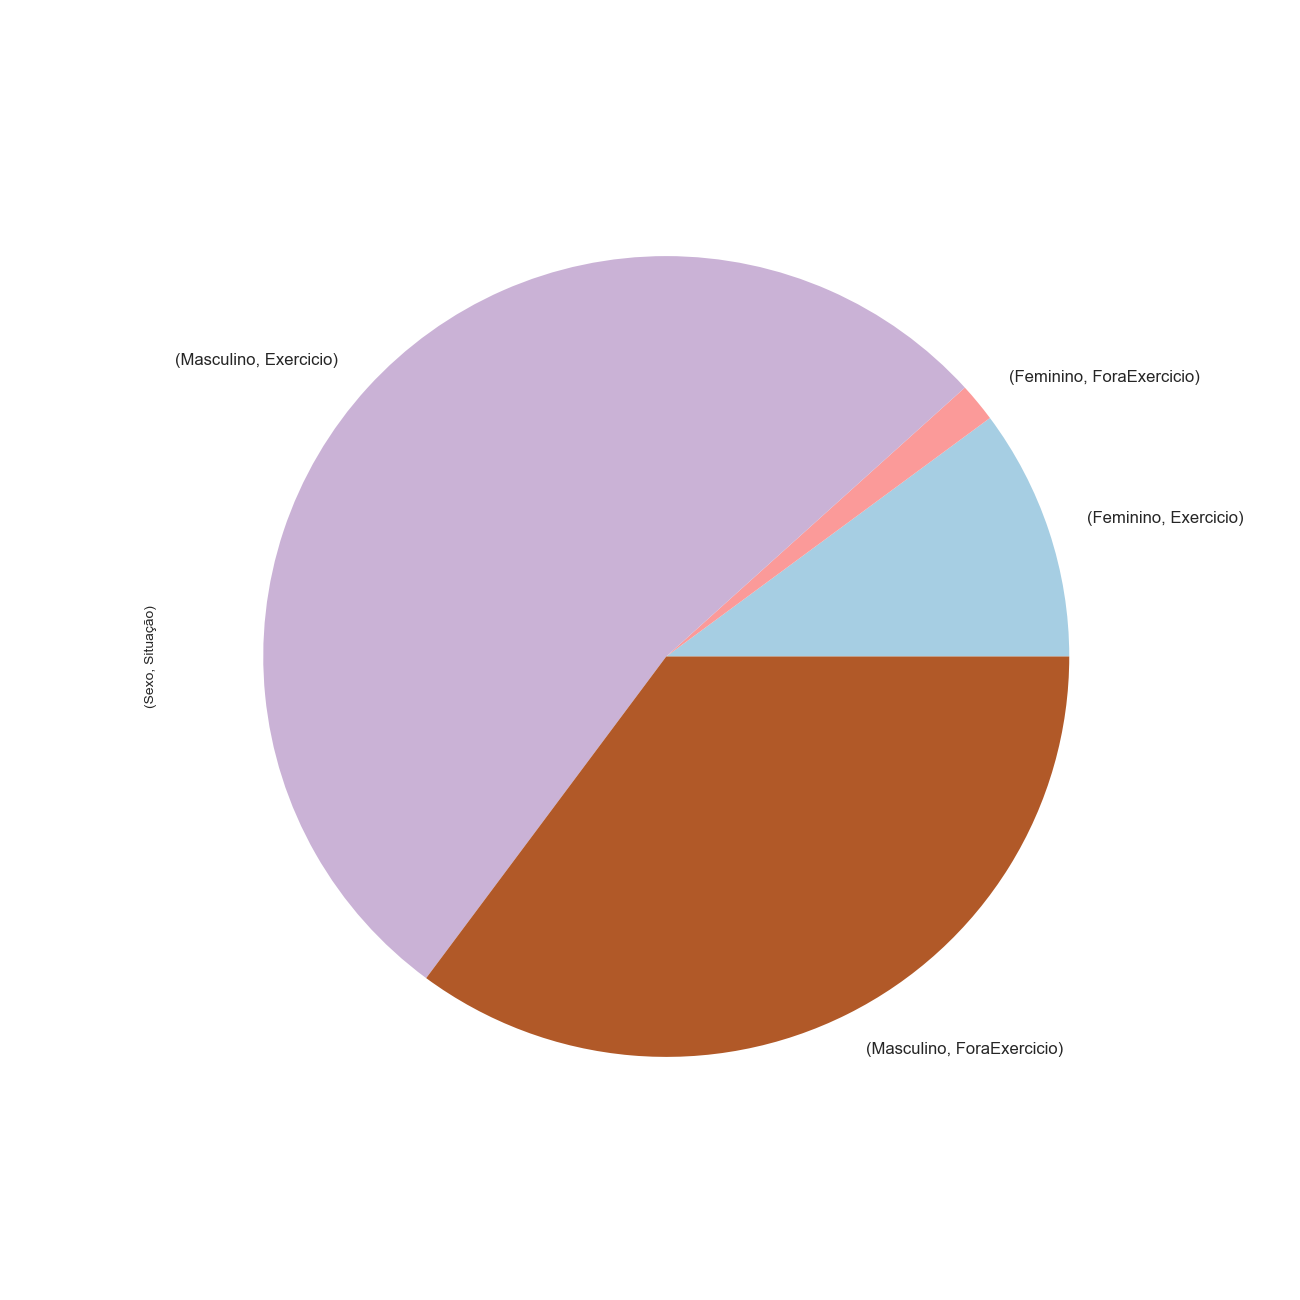 (Masculino, Exercicio)
(Feminino, ForaExercicio)
(Feminino, Exercicio)
(Sexo, Situação)
(Masculino, ForaExercicio)